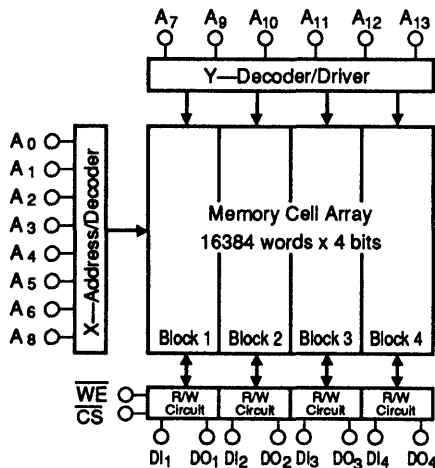 A7 A9 A10 A11 A12 A13
Y—Decoder/Driver
A0
A1
A2
A3
A4
A5
A6
A8
X—Address/Decoder
Memory Cell Array
16384 words x 4 bits
Block 1 Block 2 Block 3 Block 4
WE
CS
R/W Circuit
R/W Circuit
R/W Circuit
R/W Circuit
DI1 DO1 DI2 DO2 DI3 DO3 DI4 DO4